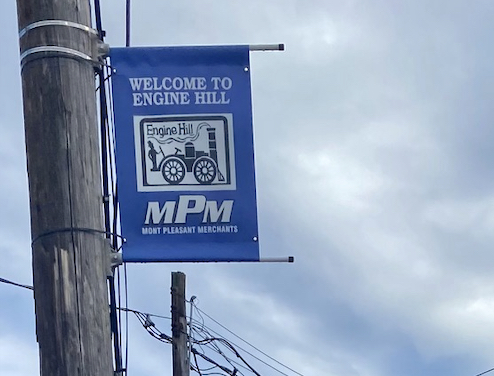 WELCOME TO
ENGINE HILL
Engine Hill
MPM
MONT PLEASANT MERCHANTS